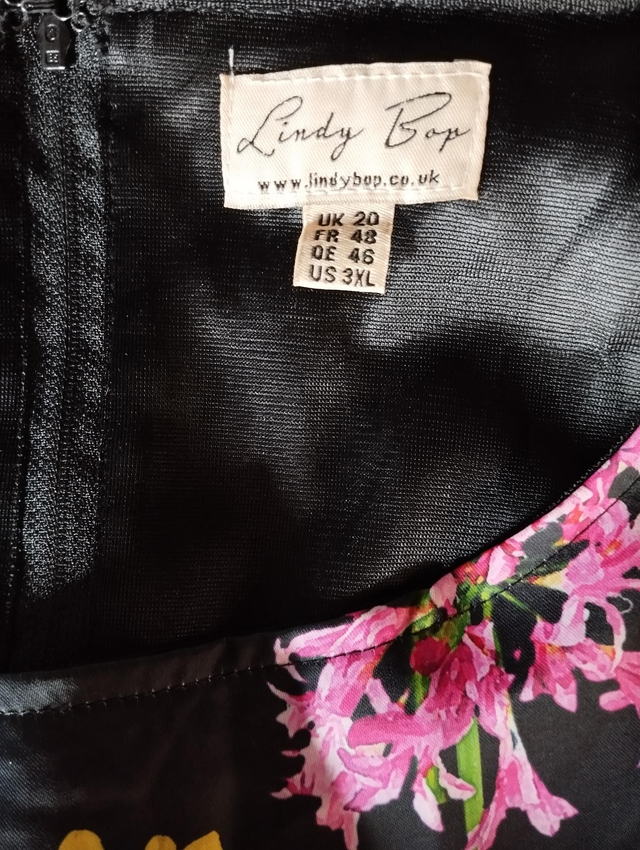 Lindy Bop
www.lindybop.co.uk
UK 20
FR 48
DE 46
US 3XL